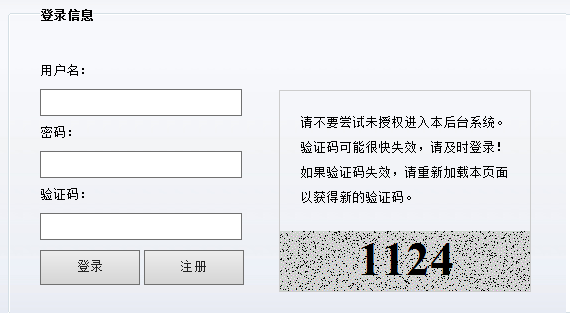 登录信息
用户名：
密码：
验证码：
登录 注册
请不要尝试未授权进入本后台系统。
验证码可能很快失效，请及时登录！
如果验证码失效，请重新加载本页面
以获得新的验证码。
1124